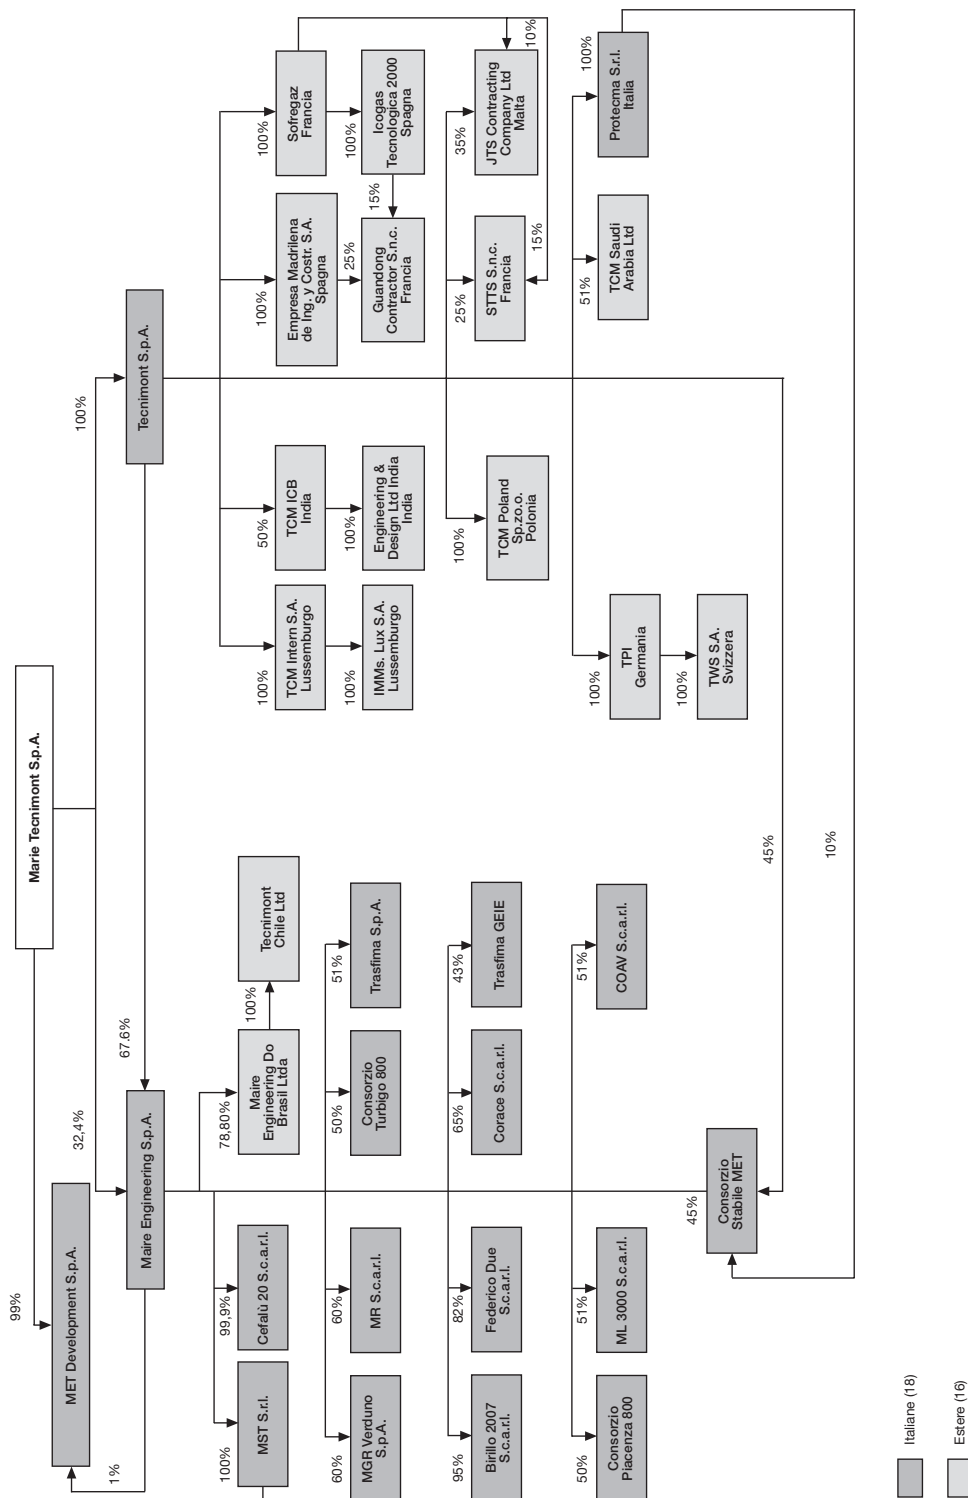 Marie Tecnimont S.p.A.
99%
32,4%
100%
MET Development S.p.A.
1%
Maire Engineering S.p.A.
67.6%
Tecnimont S.p.A.
100%
MST S.r.l.
99,9%
Cefalù 20 S.c.a.r.l.
78,80%
Maire
Engineering Do
Brasil Ltda
100%
Tecnimont
Chile Ltd
60%
MGR Verduno
S.p.A.
60%
MR S.c.a.r.l.
50%
Consorzio
Turbigo 800
51%
Trasfima S.p.A.
95%
Birillo 2007
S.c.a.r.l.
82%
Federico Due
S.c.a.r.l.
65%
Corace S.c.a.r.l.
43%
Trasfima GEIE
50%
Consorzio
Piacenza 800
51%
ML 3000 S.c.a.r.l.
51%
COAV S.c.a.r.l.
45%
Consorzio
Stabile MET
45%
10%
100%
TCM Intern S.A.
Lussemburgo
50%
TCM ICB
India
100%
Empresa Madrilena
de Ing. y Costr. S.A.
Spagna
100%
Sofregaz
Francia
100%
IMMs. Lux S.A.
Lussemburgo
100%
Engineering &
Design Ltd India
India
25%
Guandong
Contractor S.n.c.
Francia
15%
100%
Icogas
Tecnologica 2000
Spagna
100%
TCM Poland
Sp.zo.o.
Polonia
25%
STTS S.n.c.
Francia
15%
35%
JTS Contracting
Company Ltd
Malta
10%
100%
TPI
Germania
51%
TCM Saudi
Arabia Ltd
100%
Protecma S.r.l.
Italia
100%
TWS S.A.
Svizzera
Italiane (18)
Estere (16)